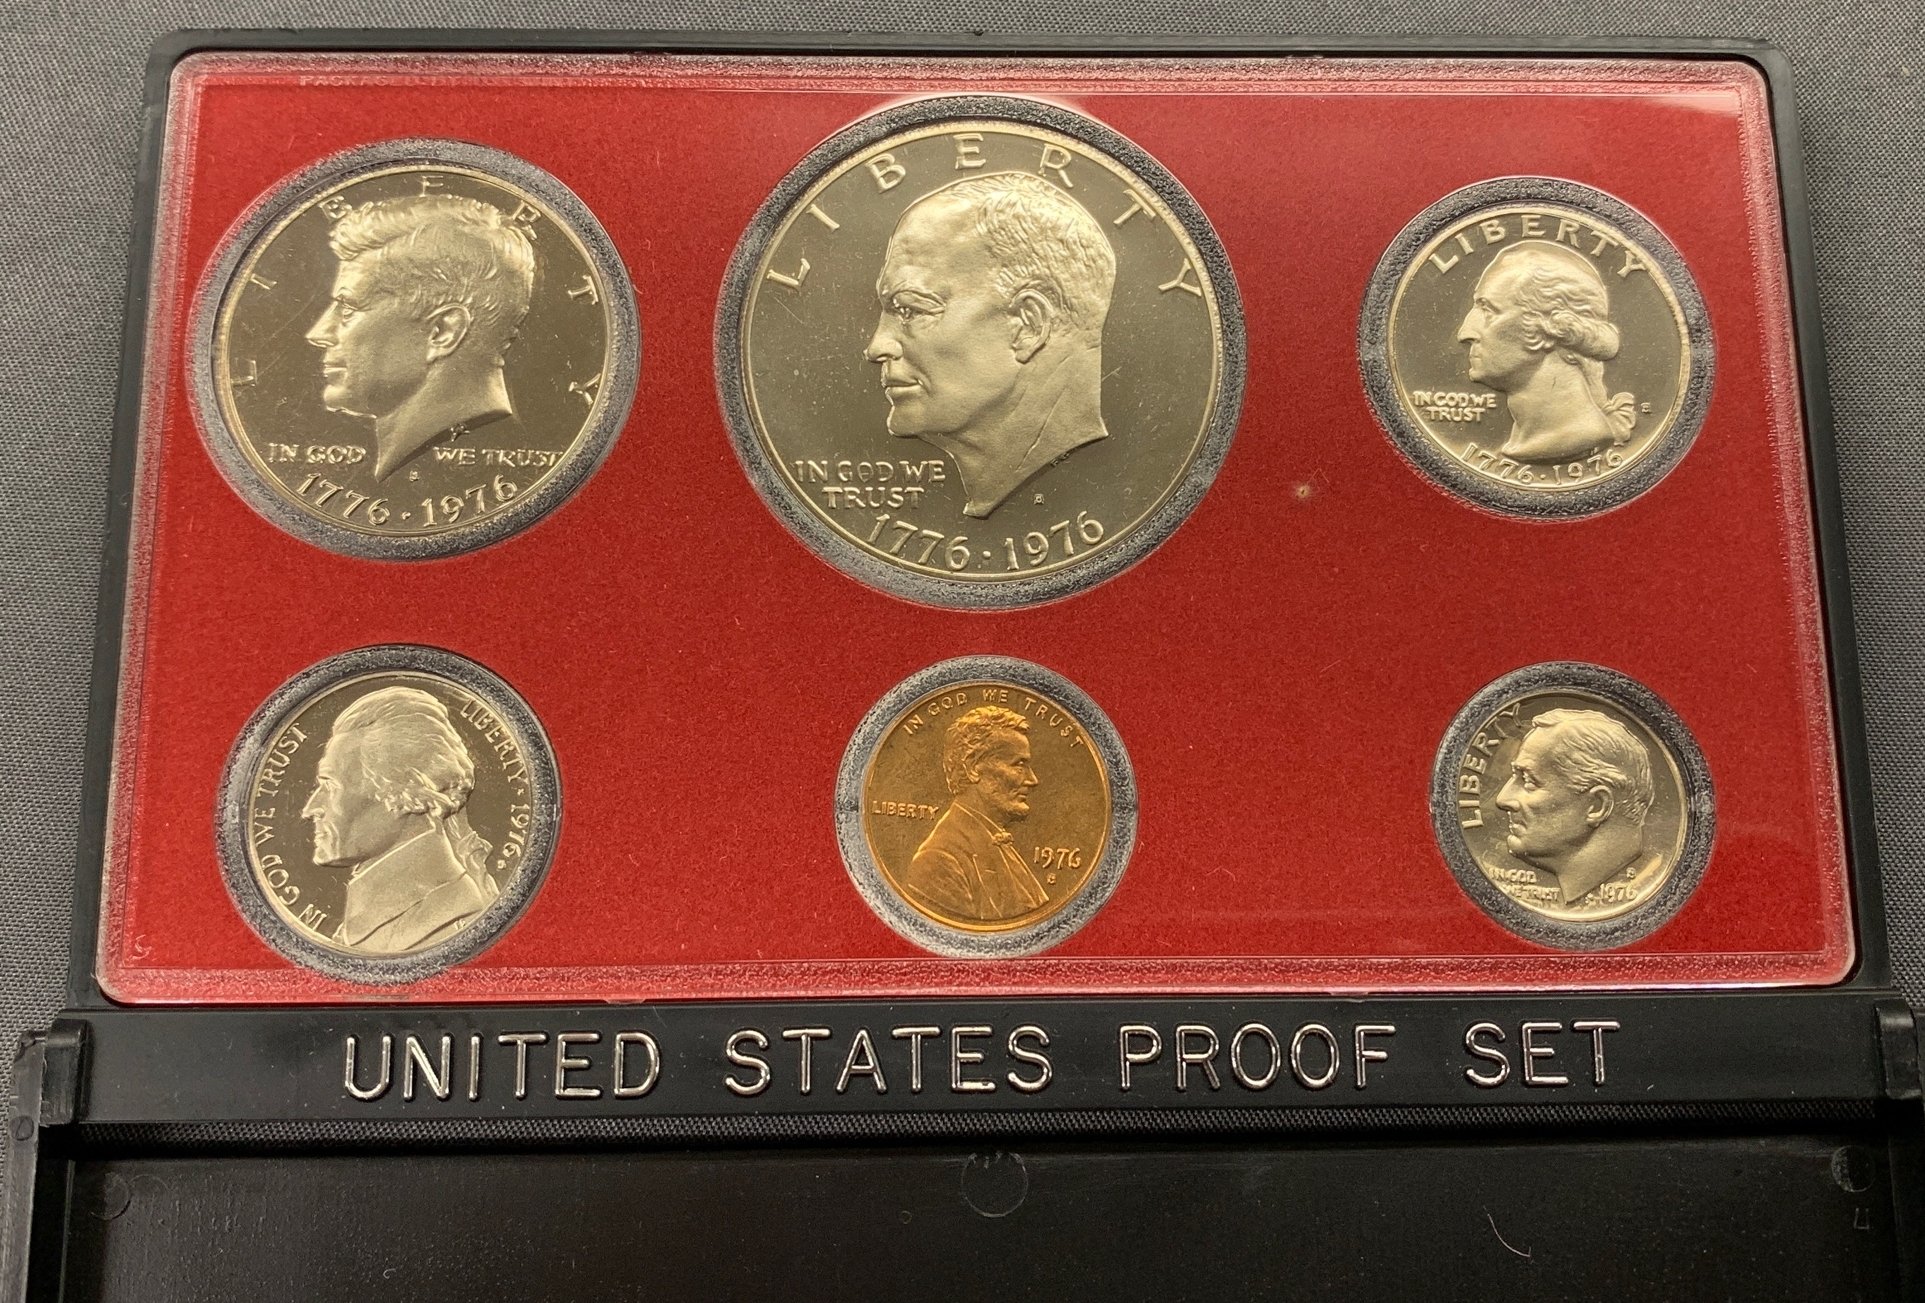 LIBERTY
IN GOD WE TRUST
1776·1976
LIBERTY
IN GOD WE
TRUST
S
1776·1976
LIBERTY
IN GOD WE
TRUST
S
1776·1976
IN GOD WE TRUST
LIBERTY·1976
IN GOD WE TRUST
LIBERTY
1976
S
LIBERTY
IN GOD
WE TRUST
S
1976
UNITED STATES PROOF SET